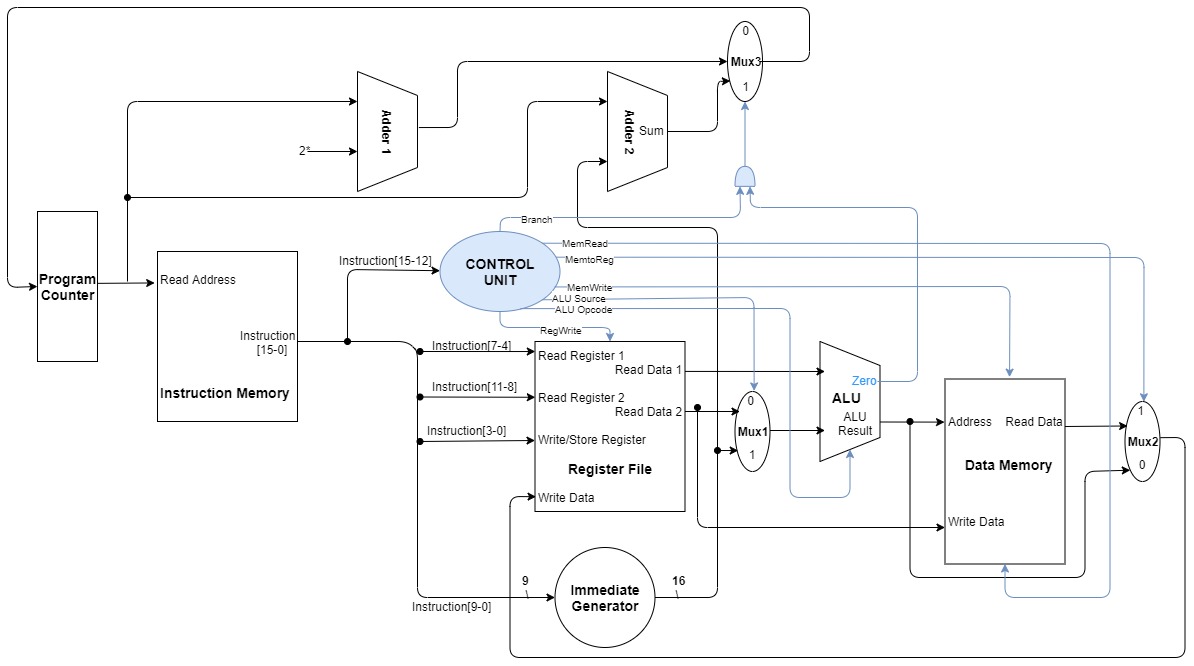 0
Mux3
1
Adder 1
2*
Adder 2
Sum
Branch
Program
Counter
Read Address
Instruction
[15-0]
Instruction Memory
Instruction[15-12]
CONTROL
UNIT
MemRead
MemtoReg
MemWrite
ALU Source
ALU Opcode
RegWrite
Instruction[7-4]
Instruction[11-8]
Instruction[3-0]
Read Register 1
Read Data 1
Read Register 2
Read Data 2
Write/Store Register
Register File
Write Data
0
Mux1
1
Zero
ALU
ALU
Result
Address
Read Data
Data Memory
Write Data
1
Mux2
0
9
Instruction[9-0]
Immediate
Generator
16